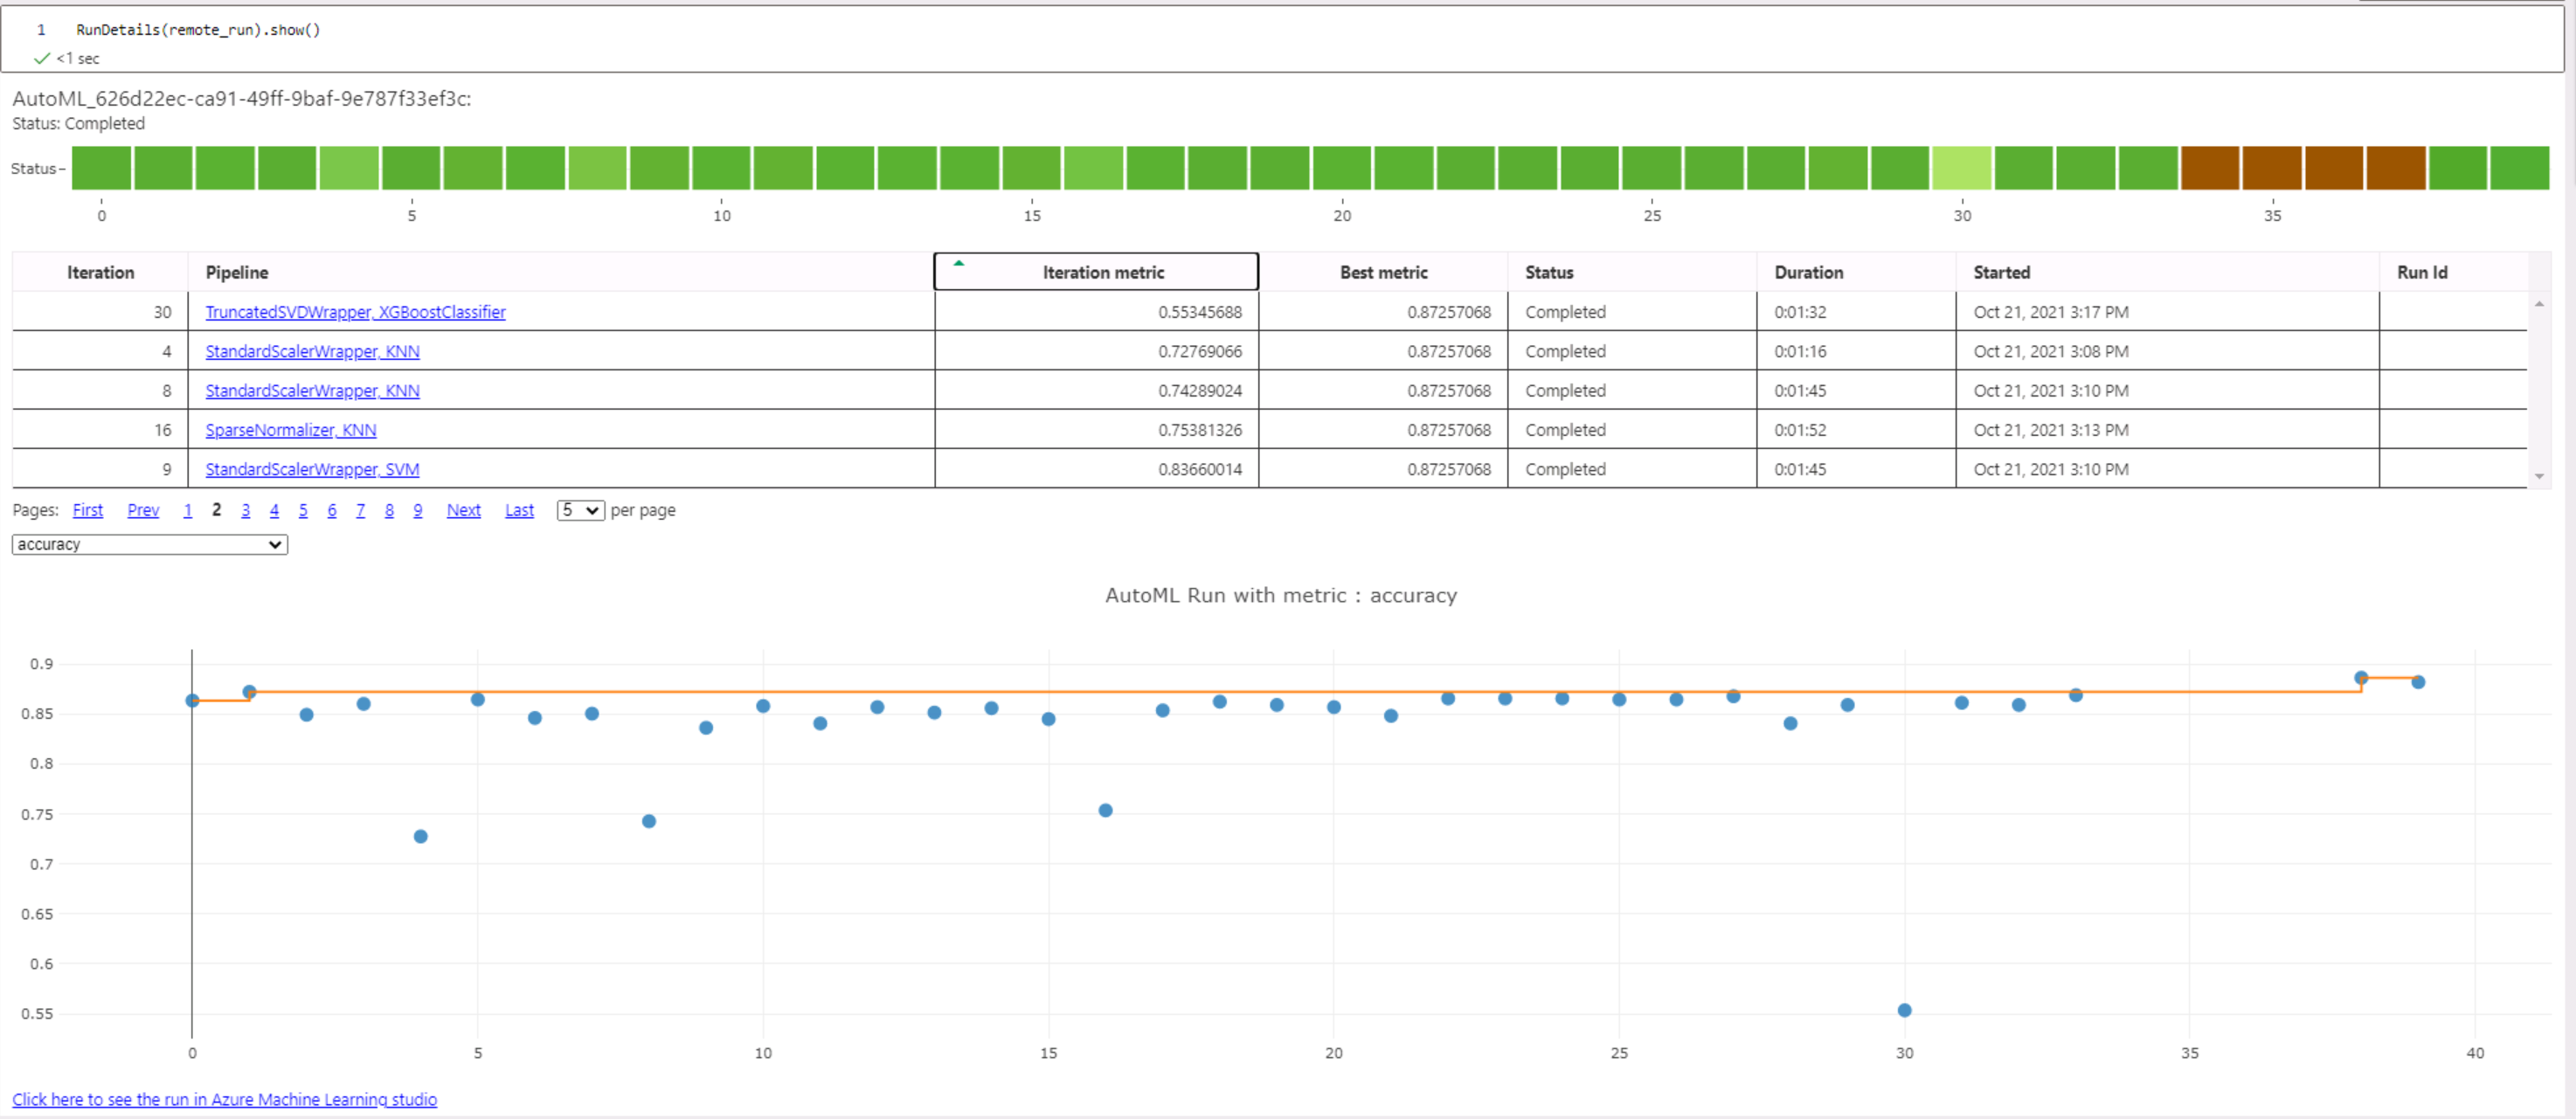 1 RunDetails(remote_run).show()
<1 sec
AutoML_626d22ec-ca91-49ff-9baf-9e787f33ef3c:
Status: Completed
Status
0 5 10 15 20 25 30 35
Iteration Pipeline Iteration metric Best metric Status Duration Started Run Id
30 TruncatedSVDWrapper, XGBoostClassifier 0.55345688 0.87257068 Completed 0:01:32 Oct 21, 2021 3:17 PM
4 StandardScalerWrapper, KNN 0.72769066 0.87257068 Completed 0:01:16 Oct 21, 2021 3:08 PM
8 StandardScalerWrapper, KNN 0.74289024 0.87257068 Completed 0:01:45 Oct 21, 2021 3:10 PM
16 SparseNormalizer, KNN 0.75381326 0.87257068 Completed 0:01:52 Oct 21, 2021 3:13 PM
9 StandardScalerWrapper, SVM 0.83660014 0.87257068 Completed 0:01:45 Oct 21, 2021 3:10 PM
Pages: First Prev 1 2 3 4 5 6 7 8 9 Next Last 5 per page
accuracy
AutoML Run with metric : accuracy
0.9
0.85
0.8
0.75
0.7
0.65
0.6
0.55
0 5 10 15 20 25 30 35 40
Click here to see the run in Azure Machine Learning studio